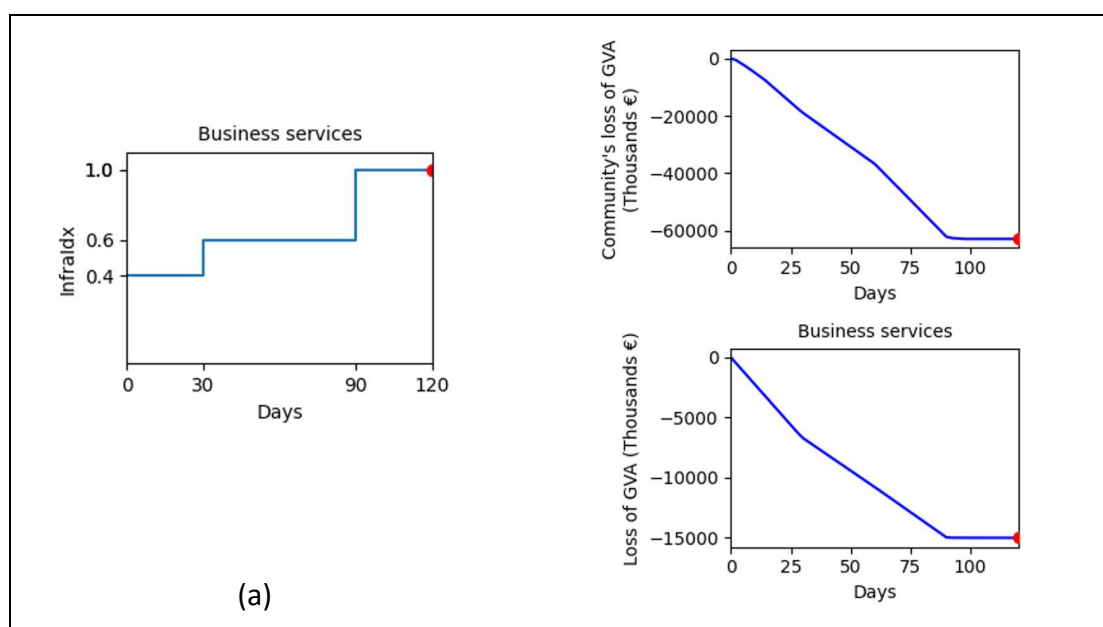 Business services
1.0
0.6
0.4
InfraIdx
0 30 90 120
Days
(a)
Community's loss of GVA
(Thousands €)
0
−20000
−40000
−60000
0 25 50 75 100
Days
Business services
Loss of GVA (Thousands €)
0
−5000
−10000
−15000
0 25 50 75 100
Days